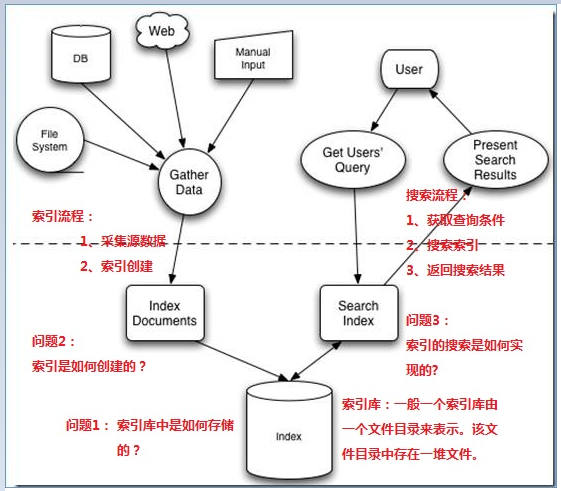 Web
DB
Manual
Input
User
File
System
Gather
Data
Get Users'
Query
Present
Search
Results
索引流程：
1、采集源数据
2、索引创建
搜索流程：
1、获取查询条件
2、搜索索引
3、返回搜索结果
Index
Documents
Search
Index
问题2：
索引是如何创建的？
问题3：
索引的搜索是如何实
现的?
问题1： 索引库中是如何存储
的？
Index
索引库：一般一个索引库由
一个文件目录来表示。该文
件目录中存在一堆文件。